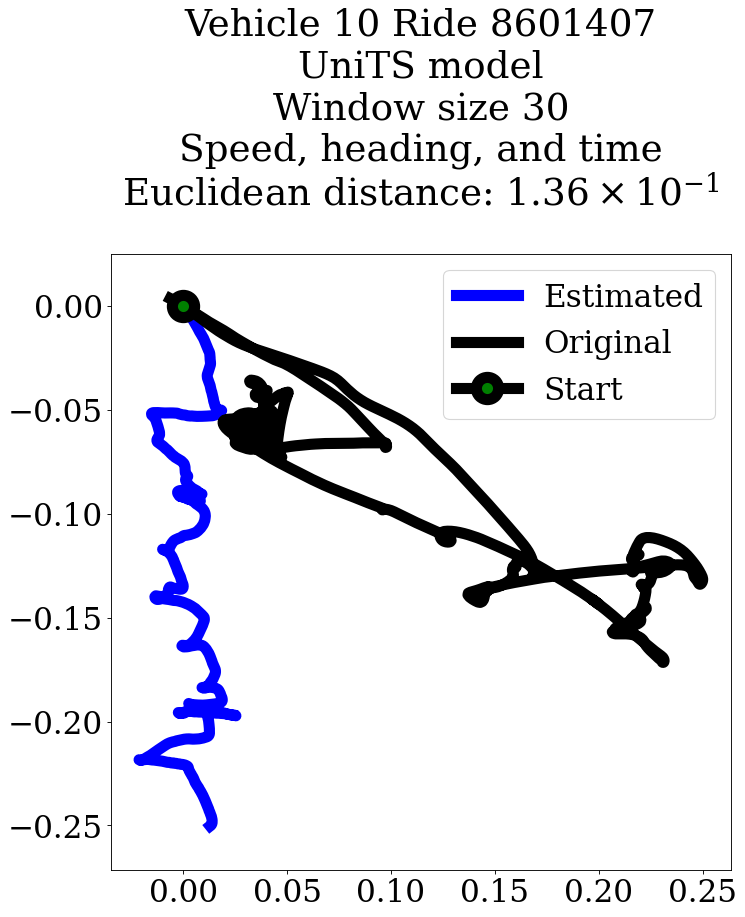 Vehicle 10 Ride 8601407
UniTS model
Window size 30
Speed, heading, and time
Euclidean distance: 1.36 × 10⁻¹
Estimated
Original
Start
0.00
−0.05
−0.10
−0.15
−0.20
−0.25
0.00 0.05 0.10 0.15 0.20 0.25